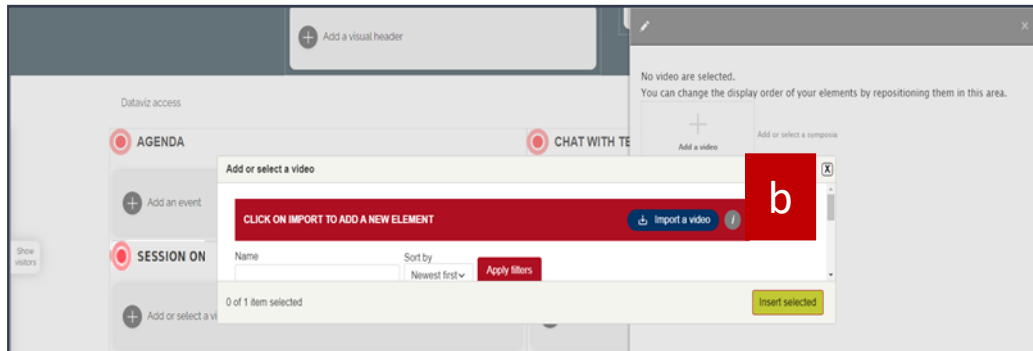 Add a visual header
x
No video are selected.
You can change the display order of your elements by repositioning them in this area.
Add a video
Add or select a symposia
Dataviz access
AGENDA
CHAT WITH TE
Add an event
Show
visitors
SESSION ON
Add or select a vi
Add or select a video
X
CLICK ON IMPORT TO ADD A NEW ELEMENT
Import a video
i
b
Name
Sort by
Newest first
Apply filters
0 of 1 item selected
Insert selected